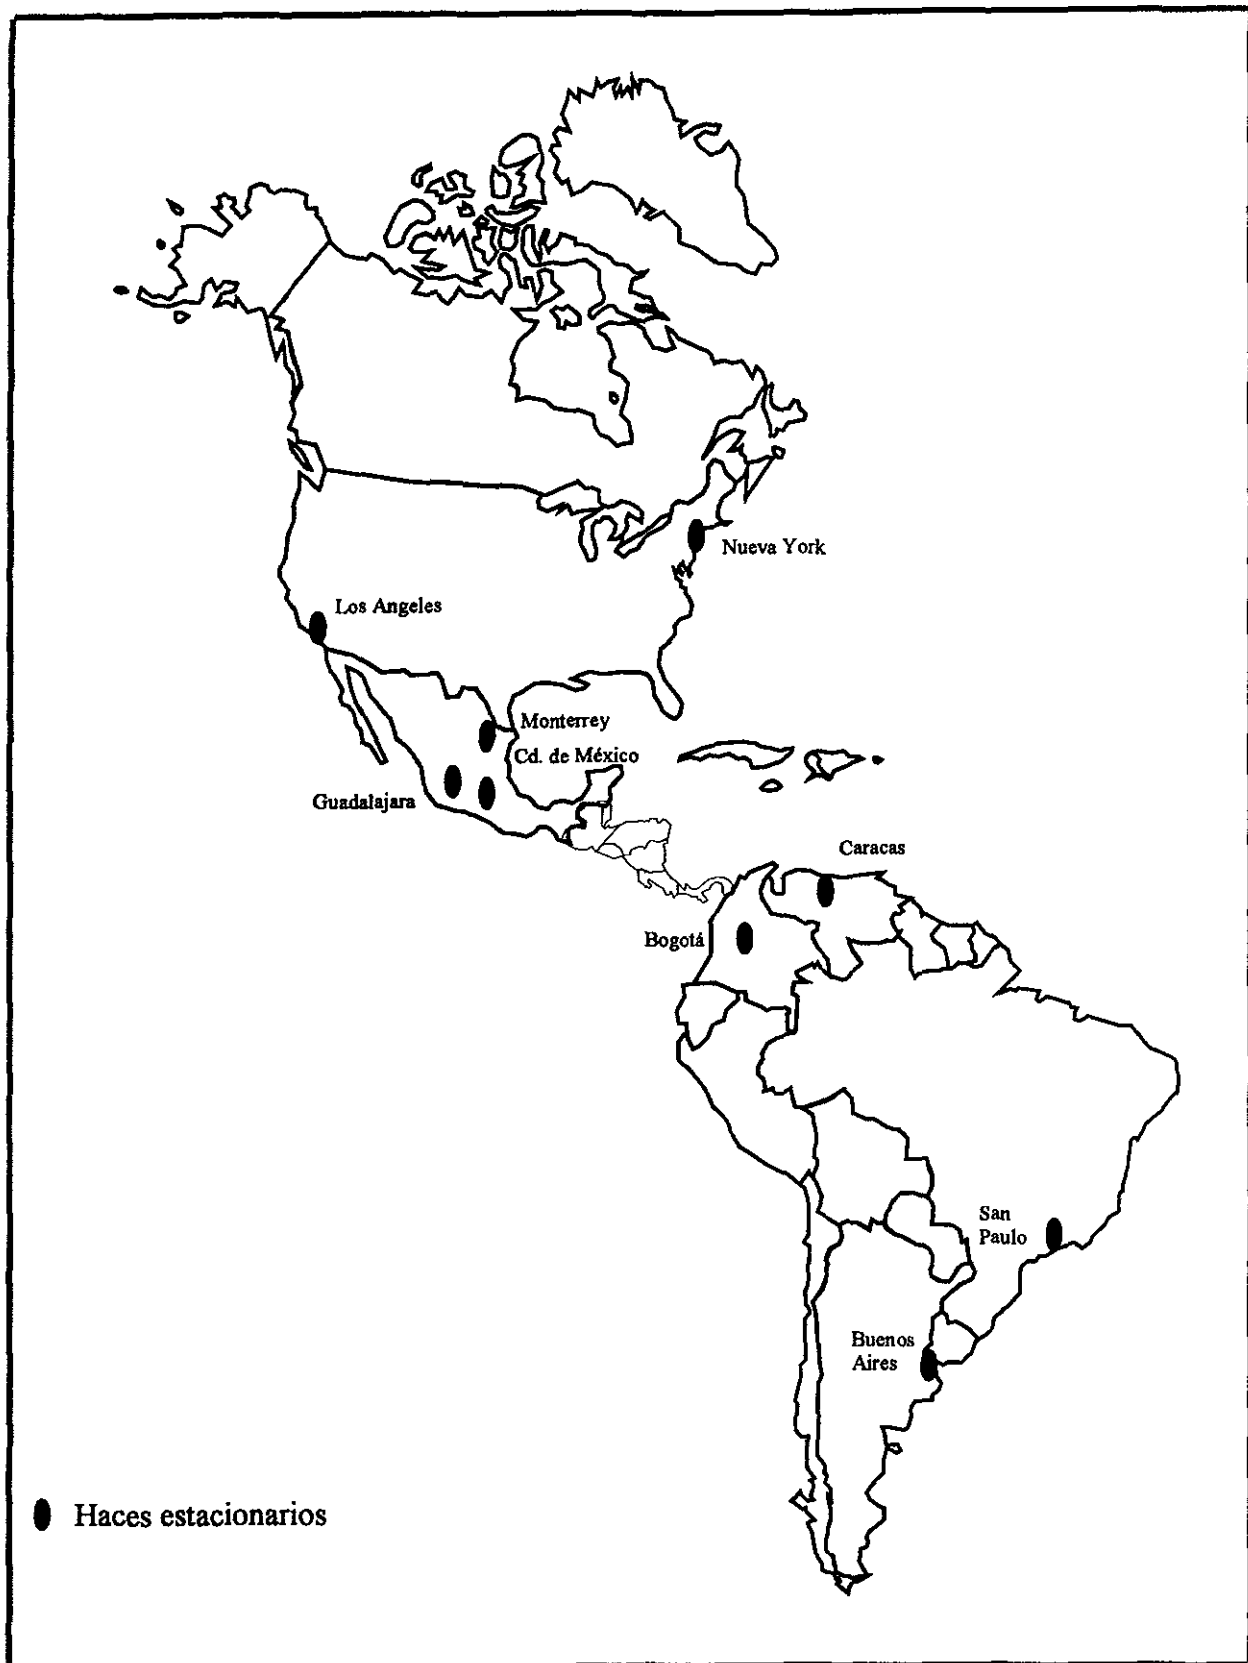 Nueva York
Los Angeles
Monterrey
Cd. de México
Guadalajara
Caracas
Bogotá
San
Paulo
Buenos
Aires
Haces estacionarios